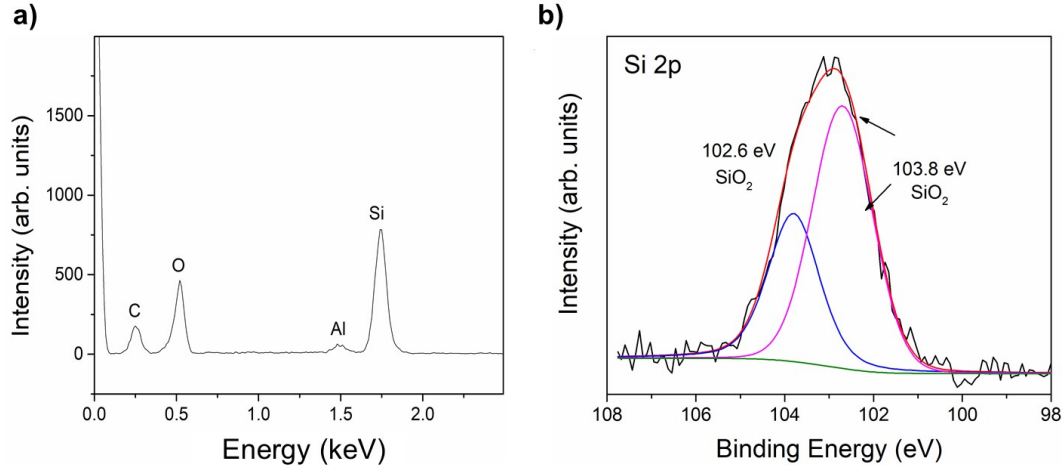 a)
Intensity (arb. units)
1500
1000
500
0
C
O
Al
Si
0.0
0.5
1.0
1.5
2.0
Energy (keV)
b)
Si 2p
Intensity (arb. units)
102.6 eV
SiO₂
103.8 eV
SiO₂
108
106
104
102
100
98
Binding Energy (eV)